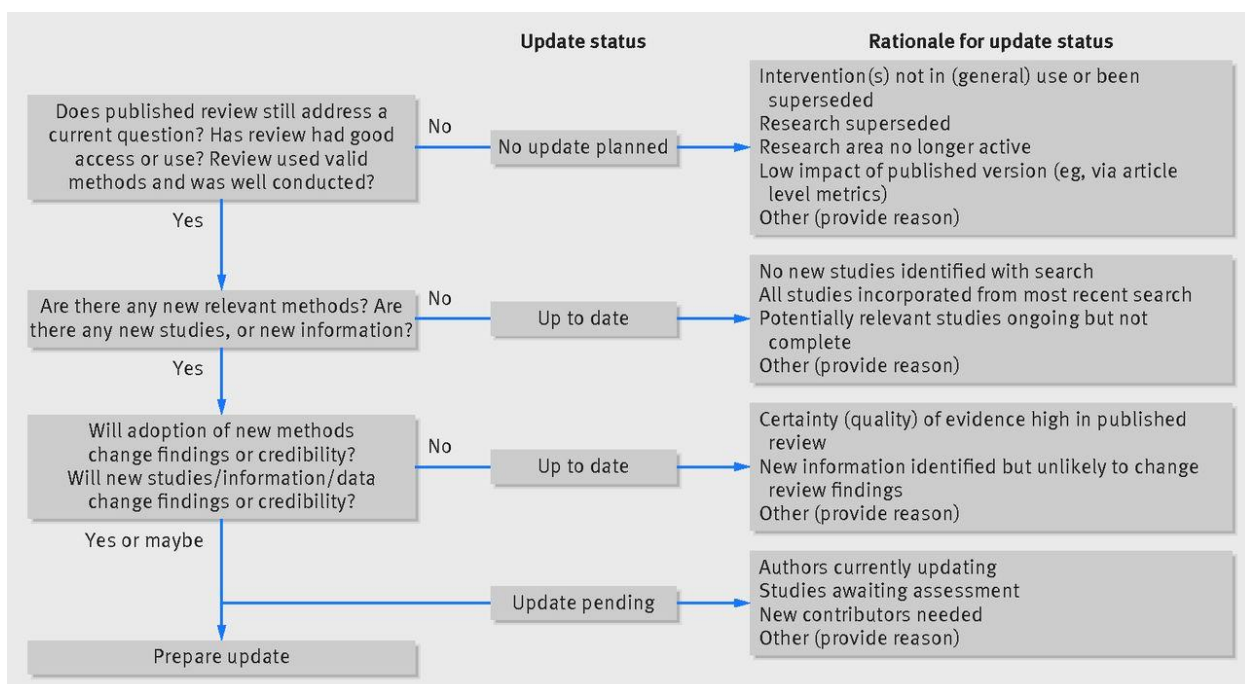 Update status
Rationale for update status
Does published review still address a
current question? Has review had good
access or use? Review used valid
methods and was well conducted?
No
No update planned
Intervention(s) not in (general) use or been
superseded
Research superseded
Research area no longer active
Low impact of published version (eg, via article
level metrics)
Other (provide reason)
Yes
Are there any new relevant methods? Are
there any new studies, or new information?
No
Up to date
No new studies identified with search
All studies incorporated from most recent search
Potentially relevant studies ongoing but not
complete
Other (provide reason)
Yes
Will adoption of new methods
change findings or credibility?
Will new studies/information/data
change findings or credibility?
No
Up to date
Certainty (quality) of evidence high in published
review
New information identified but unlikely to change
review findings
Other (provide reason)
Yes or maybe
Update pending
Authors currently updating
Studies awaiting assessment
New contributors needed
Other (provide reason)
Prepare update